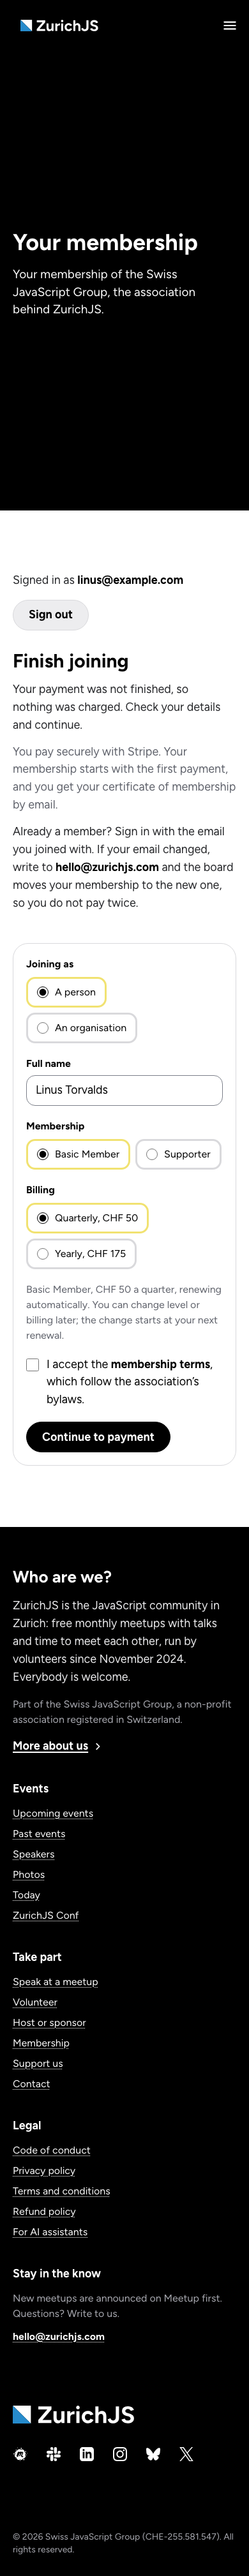 ZurichJS
Your membership
Your membership of the Swiss
JavaScript Group, the association
behind ZurichJS.
Signed in as linus@example.com
Sign out
Finish joining
Your payment was not finished, so
nothing was charged. Check your details
and continue.
You pay securely with Stripe. Your
membership starts with the first payment,
and you get your certificate of membership
by email.
Already a member? Sign in with the email
you joined with. If your email changed,
write to hello@zurichjs.com and the board
moves your membership to the new one,
so you do not pay twice.
Joining as
A person
An organisation
Full name
Linus Torvalds
Membership
Basic Member
Supporter
Billing
Quarterly, CHF 50
Yearly, CHF 175
Basic Member, CHF 50 a quarter, renewing
automatically. You can change level or
billing later; the change starts at your next
renewal.
I accept the membership terms,
which follow the association’s
bylaws.
Continue to payment
Who are we?
ZurichJS is the JavaScript community in
Zurich: free monthly meetups with talks
and time to meet each other, run by
volunteers since November 2024.
Everybody is welcome.
Part of the Swiss JavaScript Group, a non-profit
association registered in Switzerland.
More about us
Events
Upcoming events
Past events
Speakers
Photos
Today
ZurichJS Conf
Take part
Speak at a meetup
Volunteer
Host or sponsor
Membership
Support us
Contact
Legal
Code of conduct
Privacy policy
Terms and conditions
Refund policy
For AI assistants
Stay in the know
New meetups are announced on Meetup first.
Questions? Write to us.
hello@zurichjs.com
ZurichJS
© 2026 Swiss JavaScript Group (CHE-255.581.547). All
rights reserved.